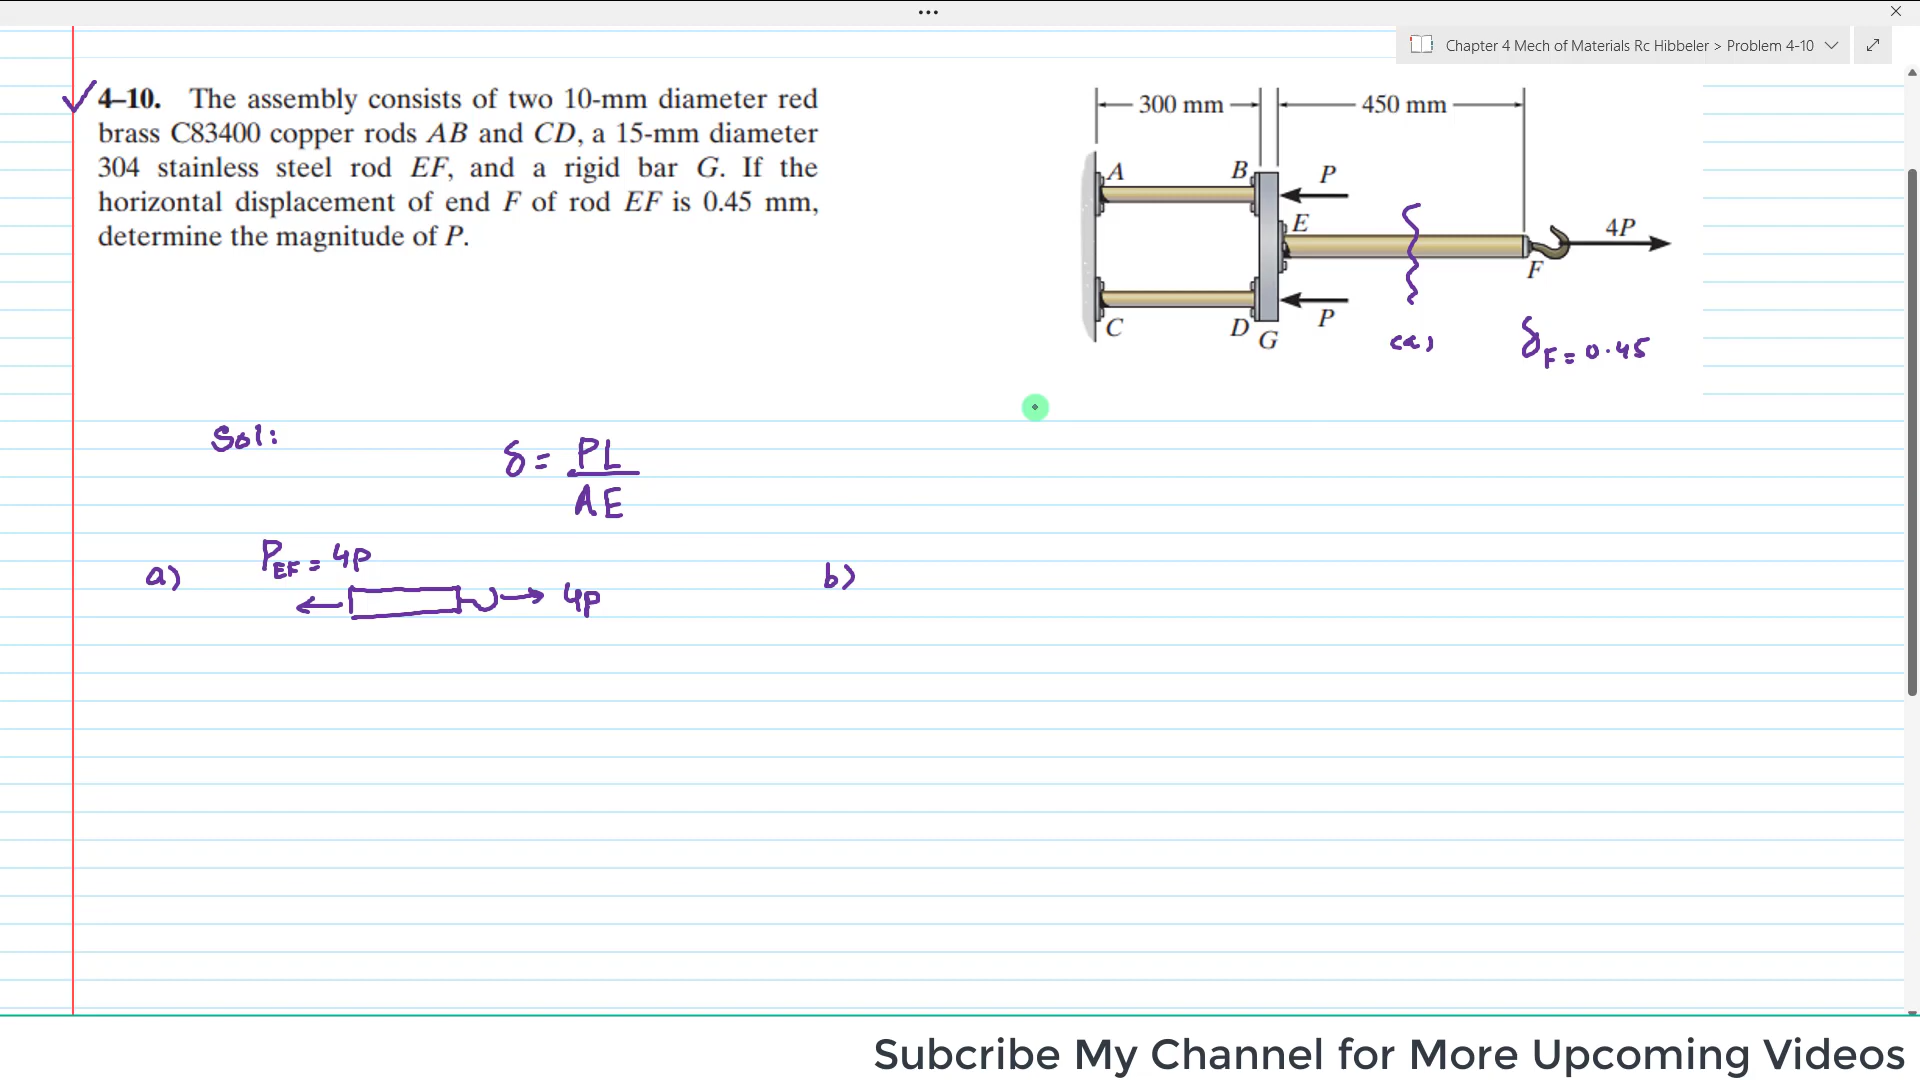 Chapter 4 Mech of Materials Rc Hibbeler > Problem 4-10
4–10. The assembly consists of two 10-mm diameter red
brass C83400 copper rods AB and CD, a 15-mm diameter
304 stainless steel rod EF, and a rigid bar G. If the
horizontal displacement of end F of rod EF is 0.45 mm,
determine the magnitude of P.
300 mm
450 mm
A
B
P
E
4P
F
C
D
G
P
(a)
δF = 0.45
Sol:
δ = PL
AE
a)
PEF = 4P
4P
b)
Subcribe My Channel for More Upcoming Videos